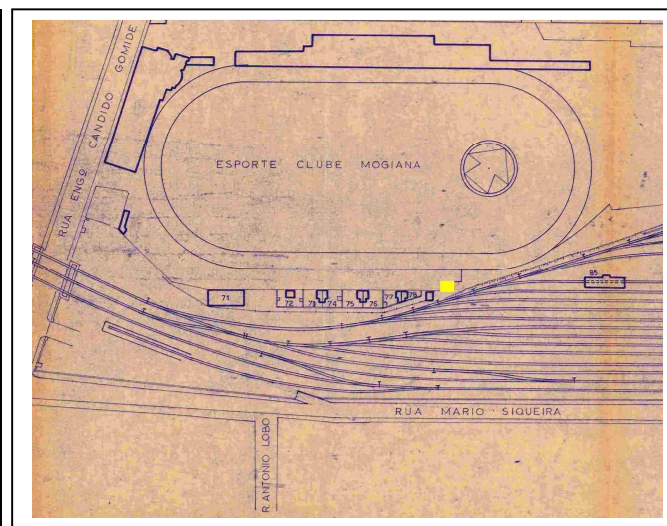 RUA ENGº CANDIDO GOMIDE
ESPORTE CLUBE MOGIANA
85
71
72 73 74 75 76 77 78
RUA MARIO SIQUEIRA
R. ANTONIO LOBO